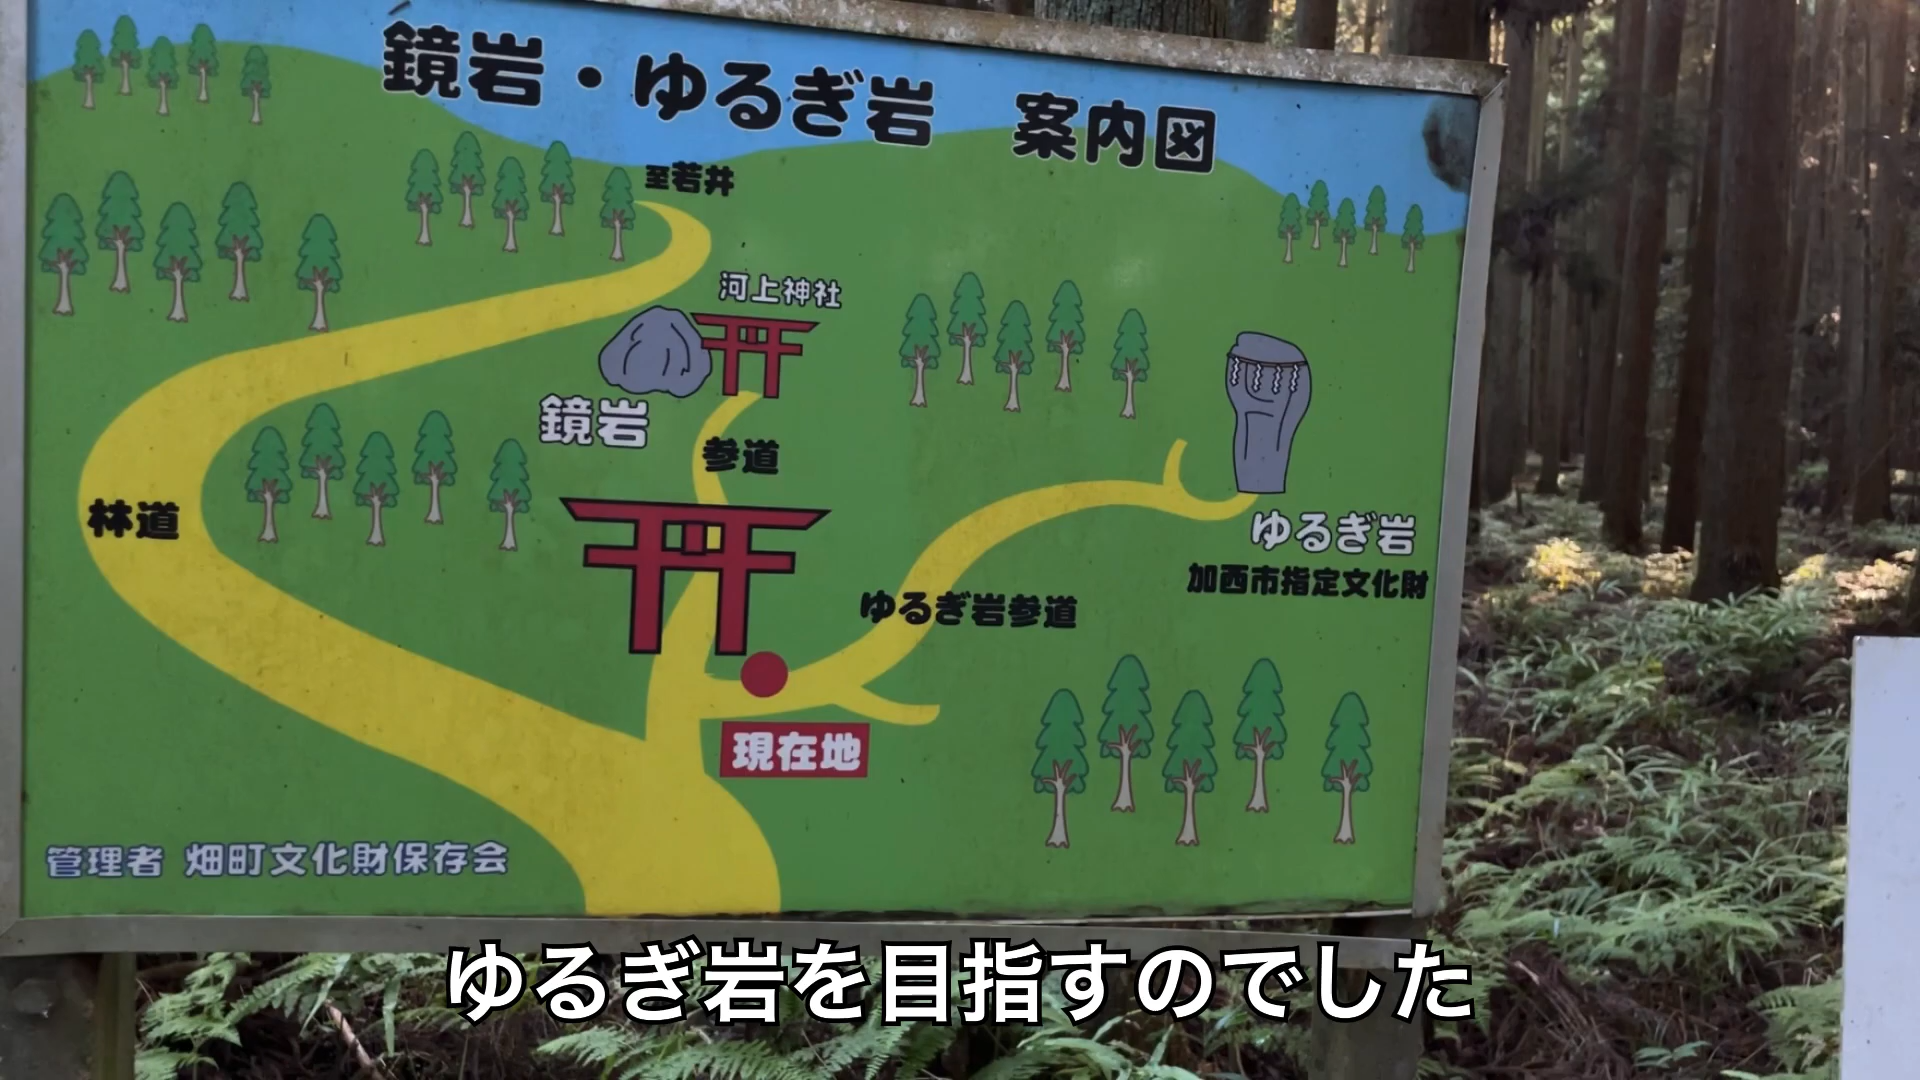 鏡岩・ゆるぎ岩　案内図
至若井
河上神社
鏡岩
参道
林道
ゆるぎ岩
加西市指定文化財
ゆるぎ岩参道
現在地
管理者 畑町文化財保存会
ゆるぎ岩を目指すのでした